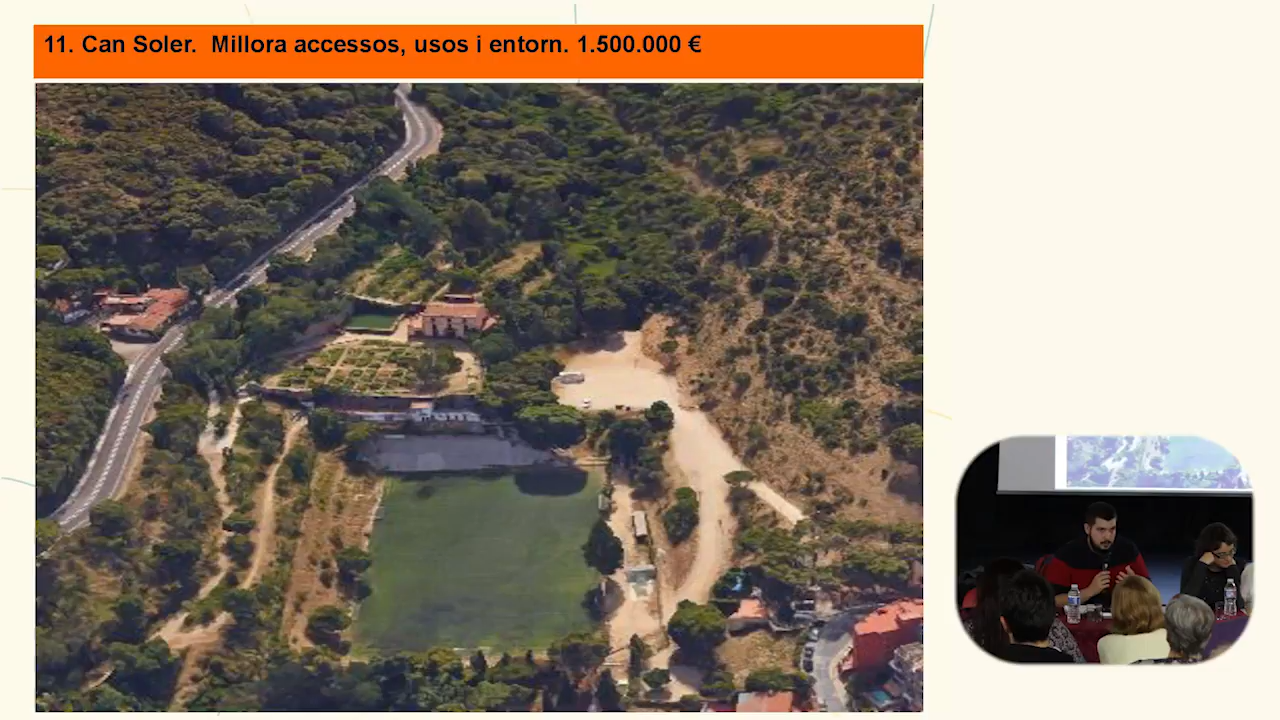 11. Can Soler.  Millora accessos, usos i entorn. 1.500.000 €